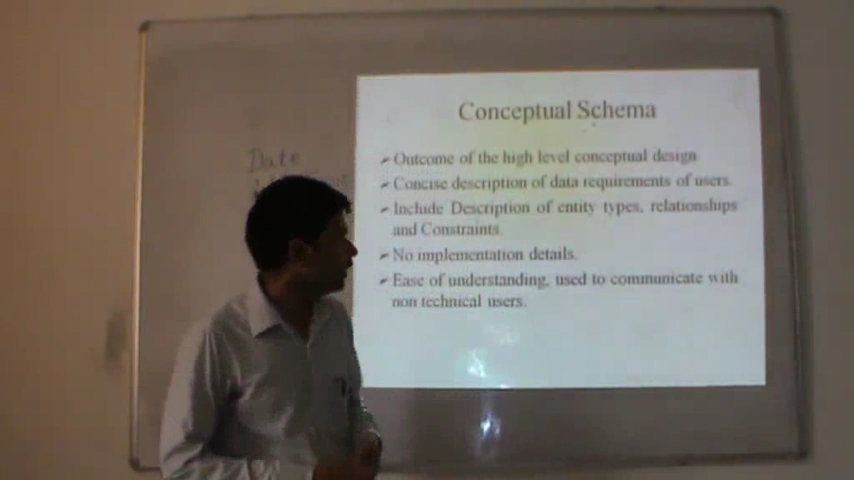 Conceptual Schema
Date
Outcome of the high level conceptual design
Concise description of data requirements of users.
Include Description of entity types, relationships
and Constraints.
No implementation details.
Ease of understanding, used to communicate with
non technical users.